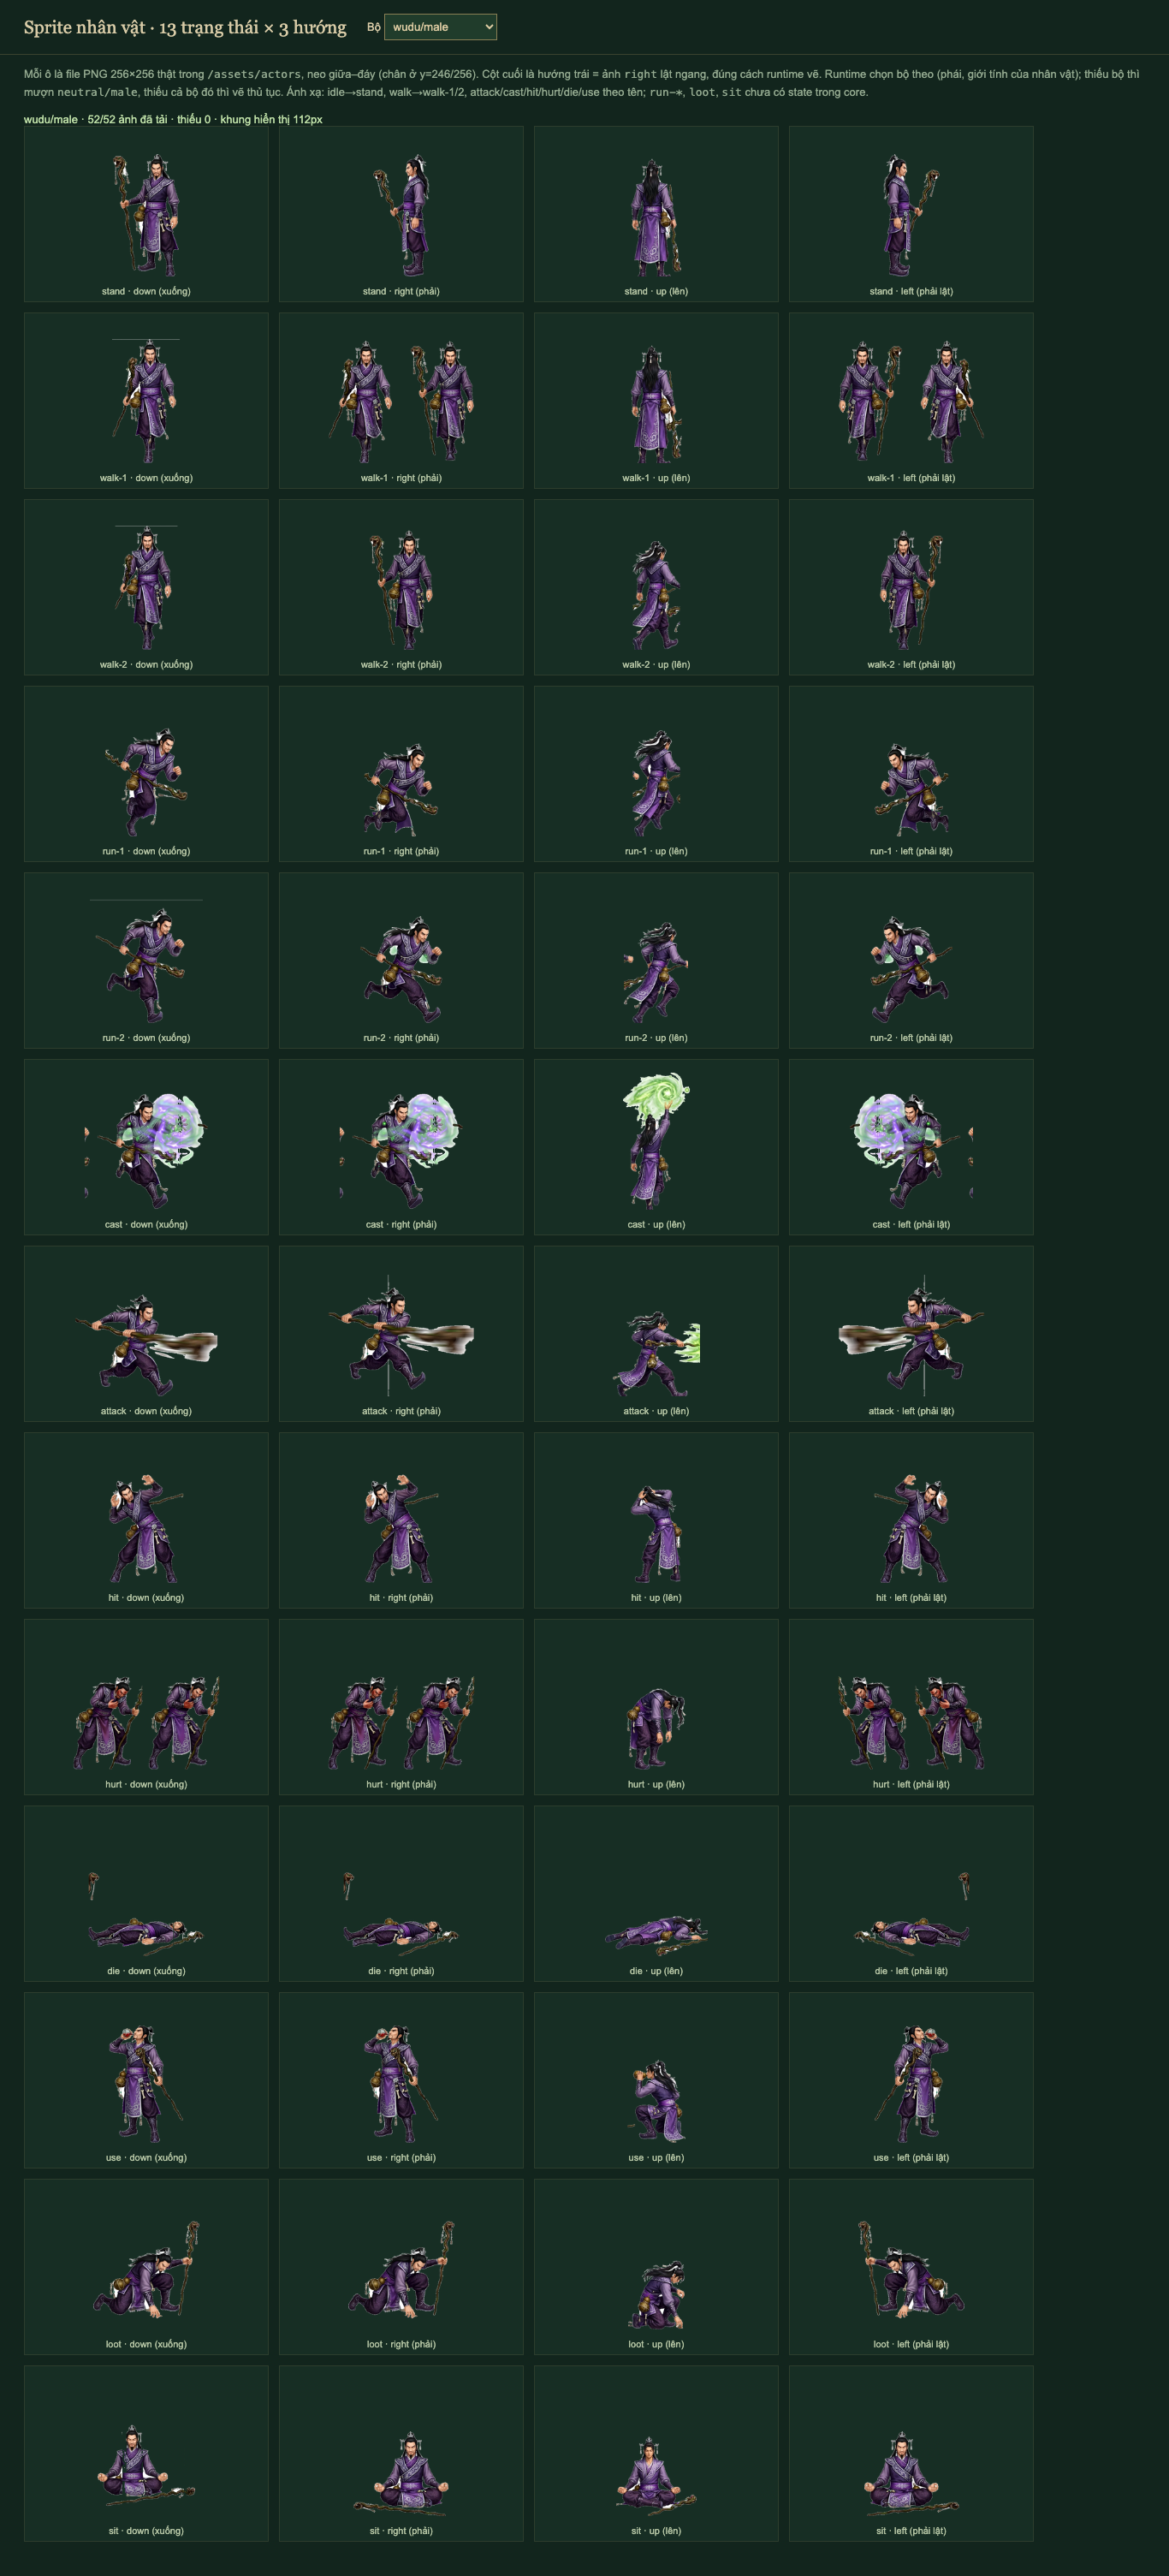 Sprite nhân vật · 13 trạng thái × 3 hướng Bộ wudu/male
Mỗi ô là file PNG 256×256 thật trong /assets/actors, neo giữa–đáy (chân ở y=246/256). Cột cuối là hướng trái = ảnh right lật ngang, đúng cách runtime vẽ. Runtime chọn bộ theo (phái, giới tính của nhân vật); thiếu bộ thì
mượn neutral/male, thiếu cả bộ đó thì vẽ thủ tục. Ánh xạ: idle→stand, walk→walk-1/2, attack/cast/hit/hurt/die/use theo tên; run-*, loot, sit chưa có state trong core.
wudu/male · 52/52 ảnh đã tải · thiếu 0 · khung hiển thị 112px
stand · down (xuống) stand · right (phải) stand · up (lên) stand · left (phải lật)
walk-1 · down (xuống) walk-1 · right (phải) walk-1 · up (lên) walk-1 · left (phải lật)
walk-2 · down (xuống) walk-2 · right (phải) walk-2 · up (lên) walk-2 · left (phải lật)
run-1 · down (xuống) run-1 · right (phải) run-1 · up (lên) run-1 · left (phải lật)
run-2 · down (xuống) run-2 · right (phải) run-2 · up (lên) run-2 · left (phải lật)
cast · down (xuống) cast · right (phải) cast · up (lên) cast · left (phải lật)
attack · down (xuống) attack · right (phải) attack · up (lên) attack · left (phải lật)
hit · down (xuống) hit · right (phải) hit · up (lên) hit · left (phải lật)
hurt · down (xuống) hurt · right (phải) hurt · up (lên) hurt · left (phải lật)
die · down (xuống) die · right (phải) die · up (lên) die · left (phải lật)
use · down (xuống) use · right (phải) use · up (lên) use · left (phải lật)
loot · down (xuống) loot · right (phải) loot · up (lên) loot · left (phải lật)
sit · down (xuống) sit · right (phải) sit · up (lên) sit · left (phải lật)